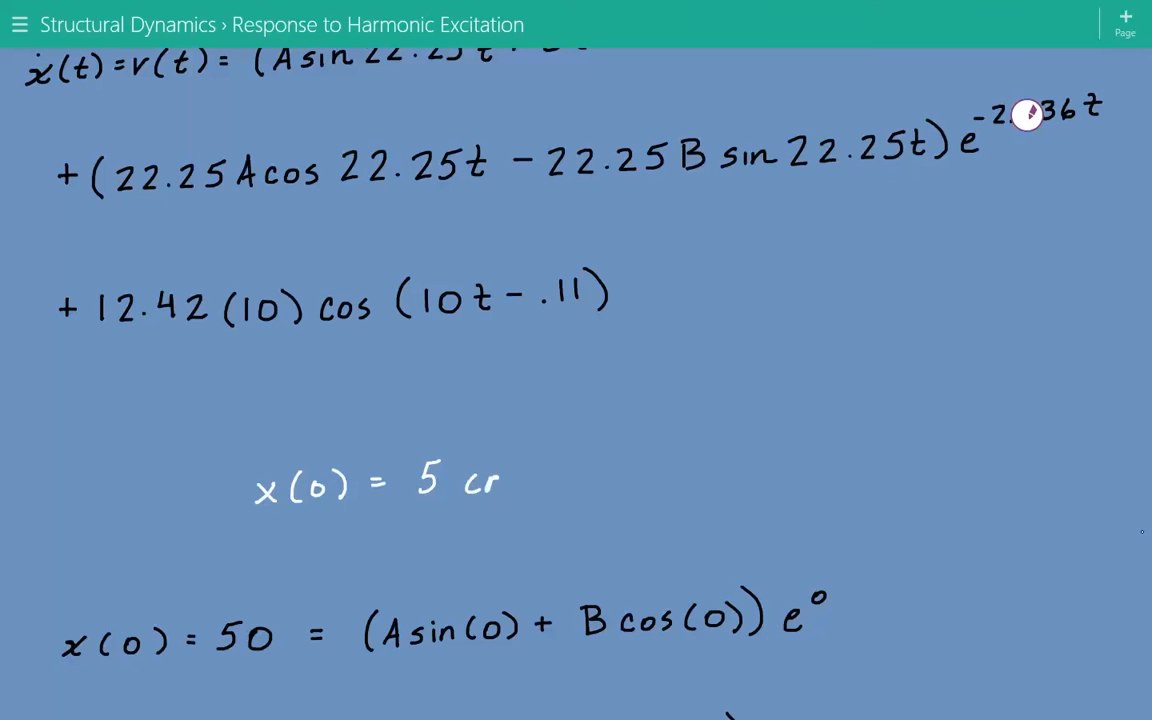 Structural Dynamics › Response to Harmonic Excitation
Page
ẋ(t) = v(t) = (A sin 22.25t
+ (22.25 A cos 22.25t - 22.25 B sin 22.25t) e
+ 12.42 (10) cos (10t - .11)
x(0) = 5 cr
x(0) = 50 = (A sin(0) + B cos(0)) e⁰